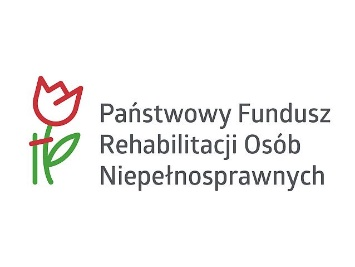 Państwowy Fundusz
Rehabilitacji Osób
Niepełnosprawnych